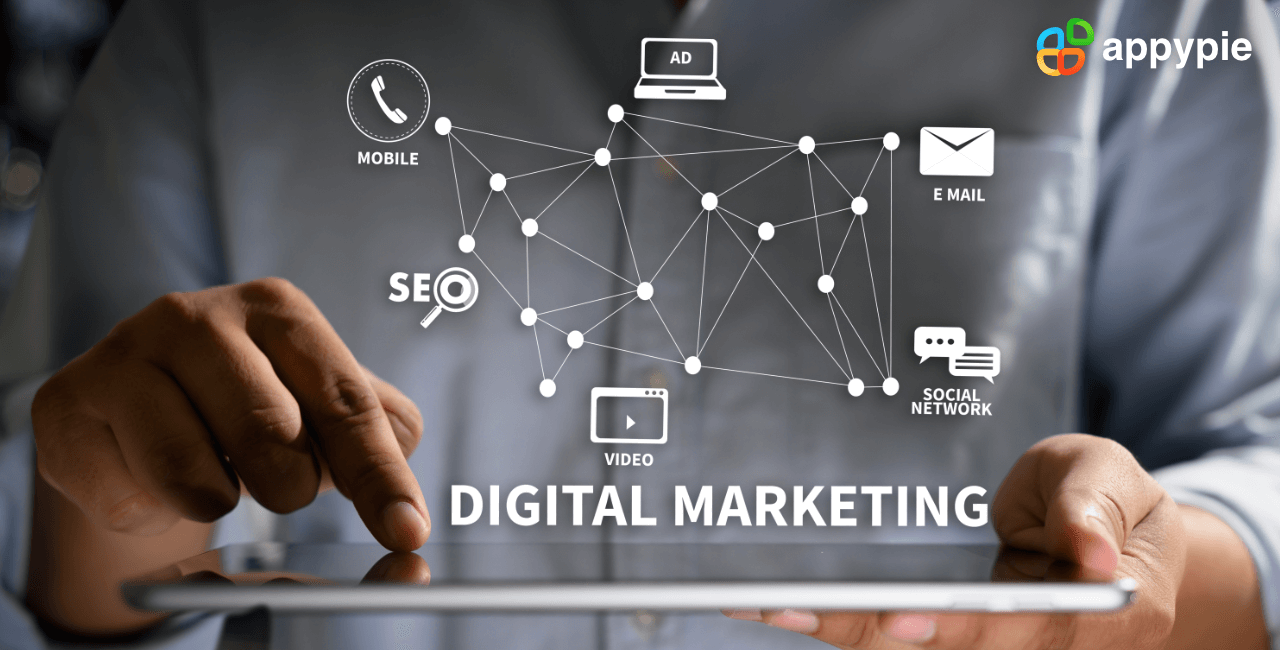 appypie
AD
MOBILE
E MAIL
SEO
SOCIAL
NETWORK
VIDEO
DIGITAL MARKETING